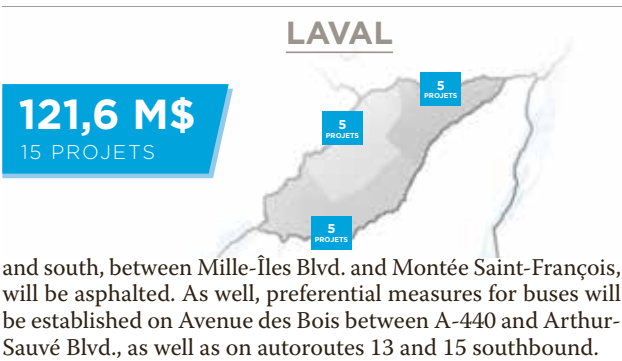 LAVAL
121,6 M$
15 PROJETS
5
PROJETS
5
PROJETS
5
PROJETS
and south, between Mille-Îles Blvd. and Montée Saint-François,
will be asphalted. As well, preferential measures for buses will
be established on Avenue des Bois between A-440 and Arthur-
Sauvé Blvd., as well as on autoroutes 13 and 15 southbound.